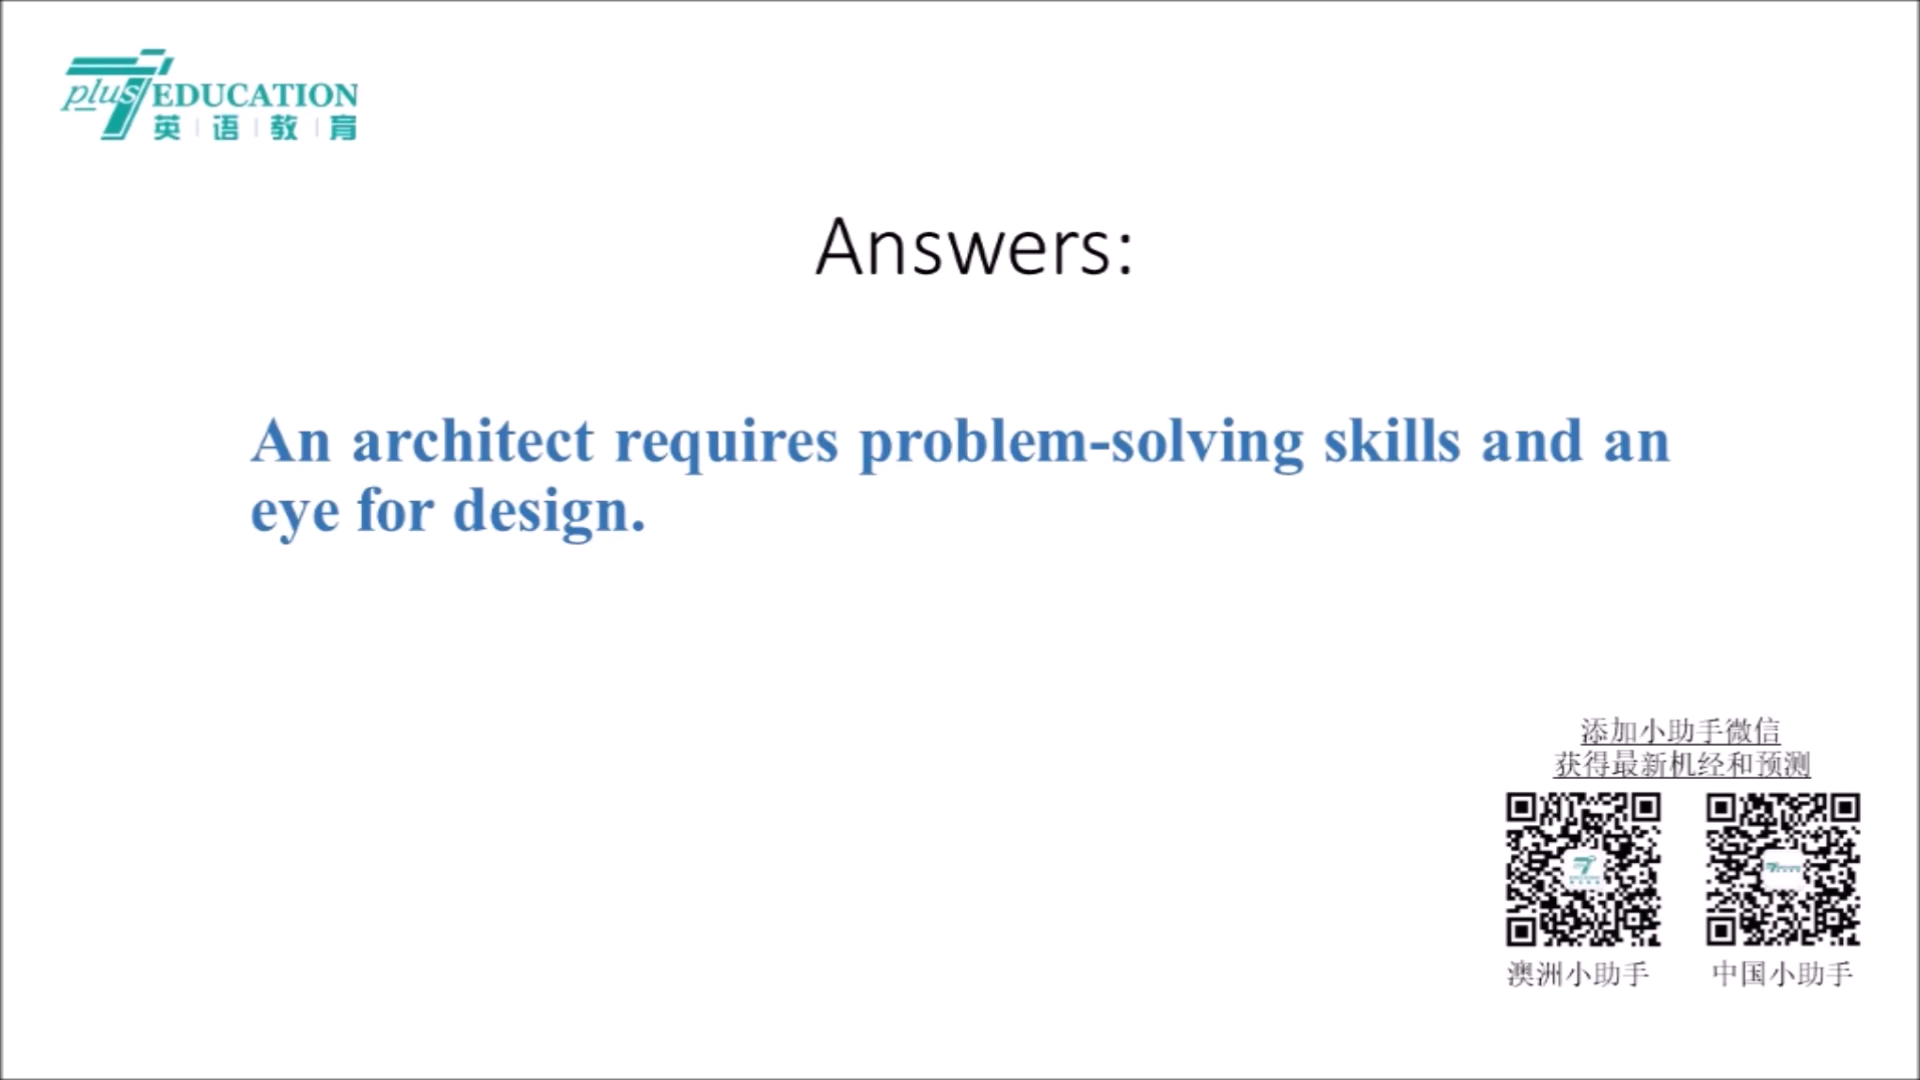 plus 7 EDUCATION
英 语 教 育
Answers:
An architect requires problem-solving skills and an
eye for design.
添加小助手微信
获得最新机经和预测
澳洲小助手 中国小助手